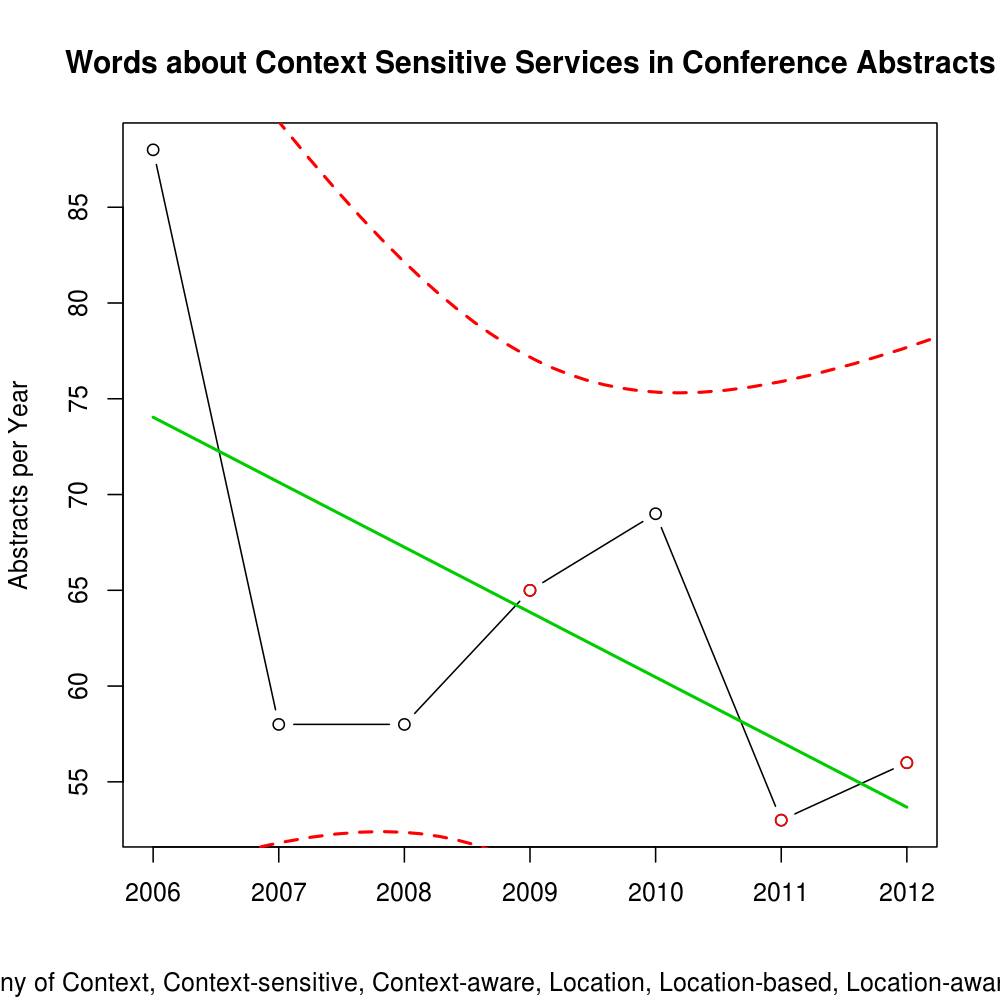 Words about Context Sensitive Services in Conference Abstracts
Abstracts per Year
85
80
75
70
65
60
55
2006 2007 2008 2009 2010 2011 2012
ny of Context, Context-sensitive, Context-aware, Location, Location-based, Location-awar